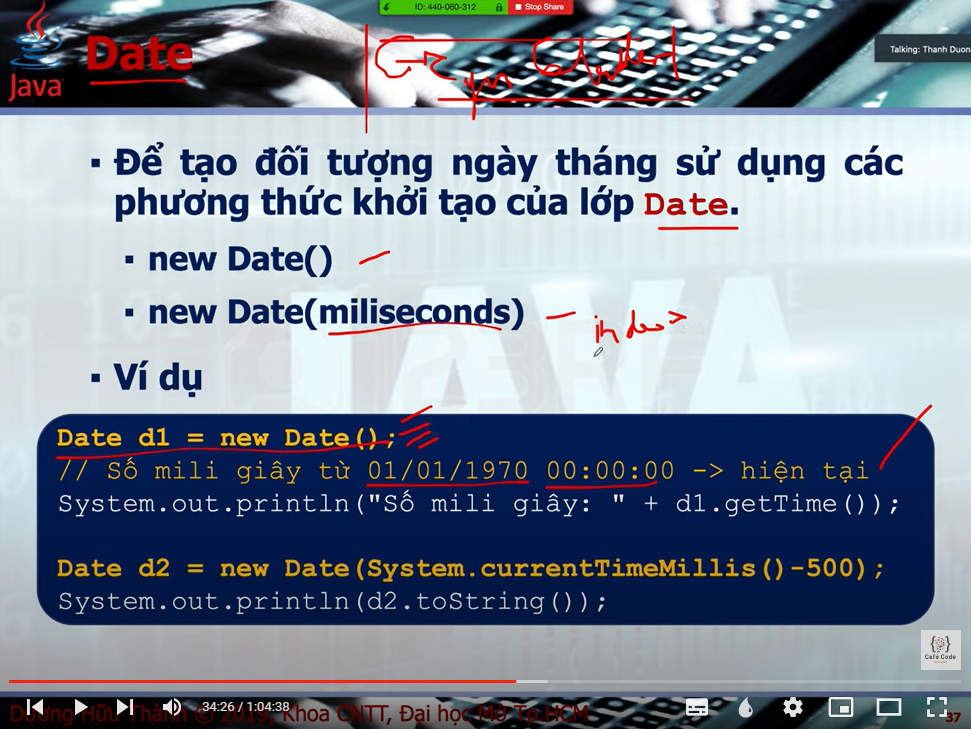 ID: 440-060-312
Stop Share
Talking: Thanh Duon
Java
Date
▪ Để tạo đối tượng ngày tháng sử dụng các
phương thức khởi tạo của lớp Date.
▪ new Date()
▪ new Date(miliseconds)
▪ Ví dụ
Date d1 = new Date();
// Số mili giây từ 01/01/1970 00:00:00 -> hiện tại
System.out.println("Số mili giây: " + d1.getTime());
Date d2 = new Date(System.currentTimeMillis()-500);
System.out.println(d2.toString());
Café Code
34:26 / 1:04:38
Dương Hữu Thành © 2019, Khoa CNTT, Đại học Mở Tp.HCM
37